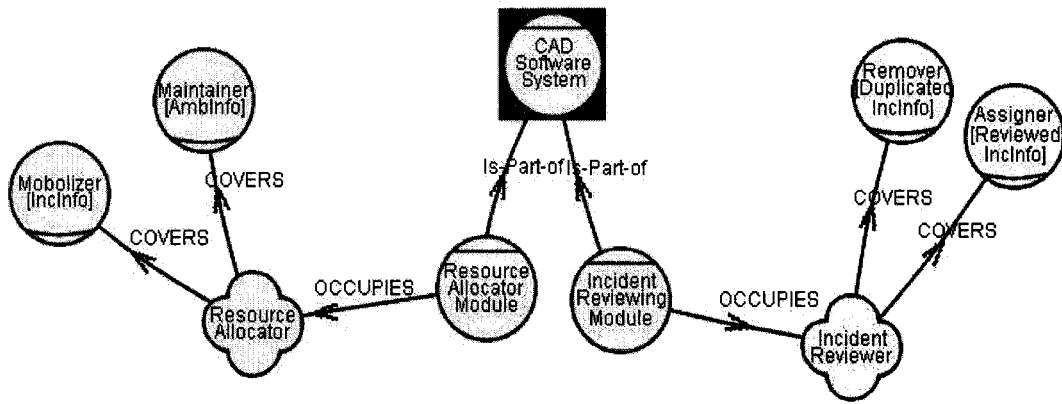 CAD
Software
System
Maintainer
[AmbInfo]
Remover
[Duplicated
IncInfo]
Assigner
[Reviewed
IncInfo]
Mobolizer
[IncInfo]
COVERS
COVERS
Is-Part-of
Is-Part-of
COVERS
COVERS
Resource
Allocator
OCCUPIES
Resource
Allocator
Module
Incident
Reviewing
Module
OCCUPIES
Incident
Reviewer